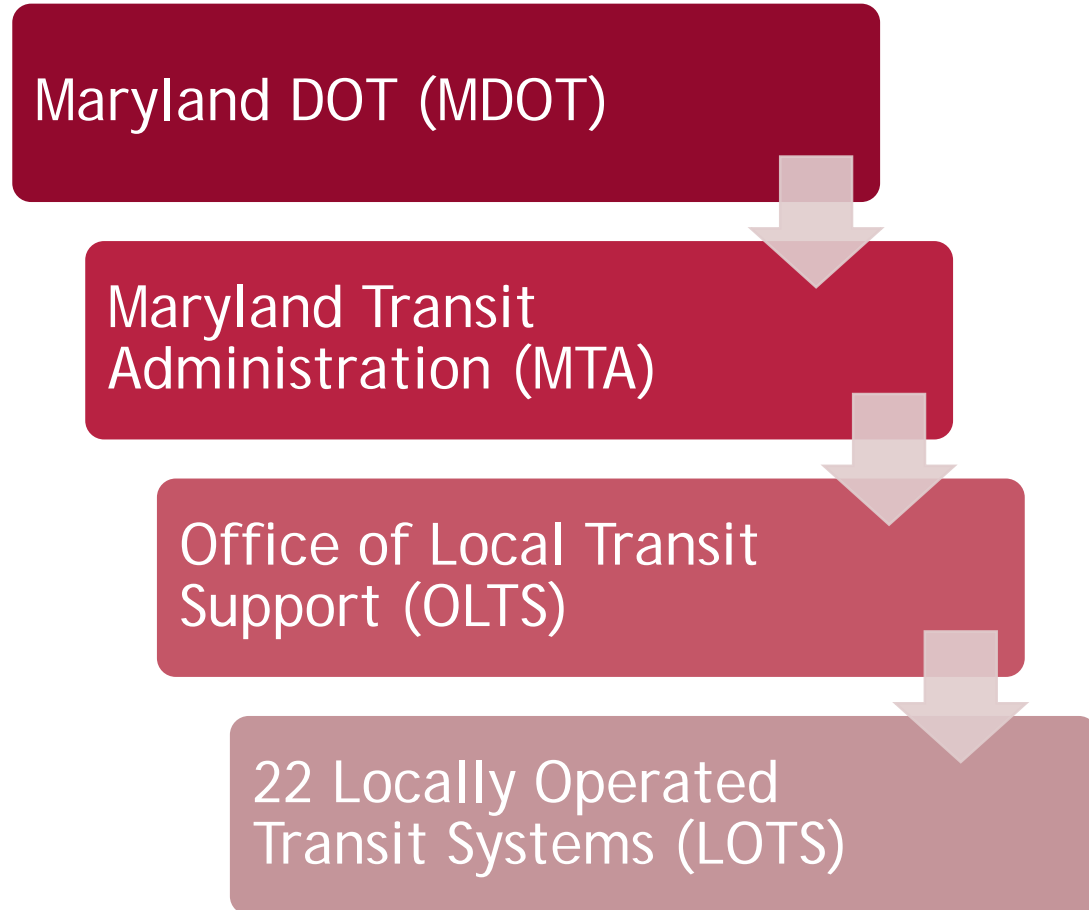 Maryland DOT (MDOT)
Maryland Transit
Administration (MTA)
Office of Local Transit
Support (OLTS)
22 Locally Operated
Transit Systems (LOTS)